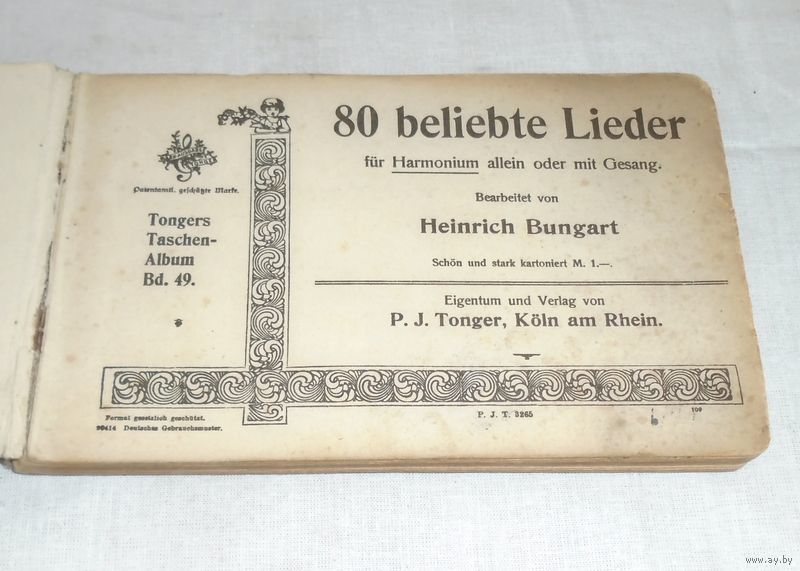 80 beliebte Lieder
für Harmonium allein oder mit Gesang.
Bearbeitet von
Heinrich Bungart
Schön und stark kartoniert M. 1.—.
Eigentum und Verlag von
P. J. Tonger, Köln am Rhein.
Patentamtl. geschützte Marke.
Tongers
Taschen-
Album
Bd. 49.
Format gesetzlich geschützt.
90414 Deutsches Gebrauchsmuster.
P. J. T. 3265
109
www.ay.by